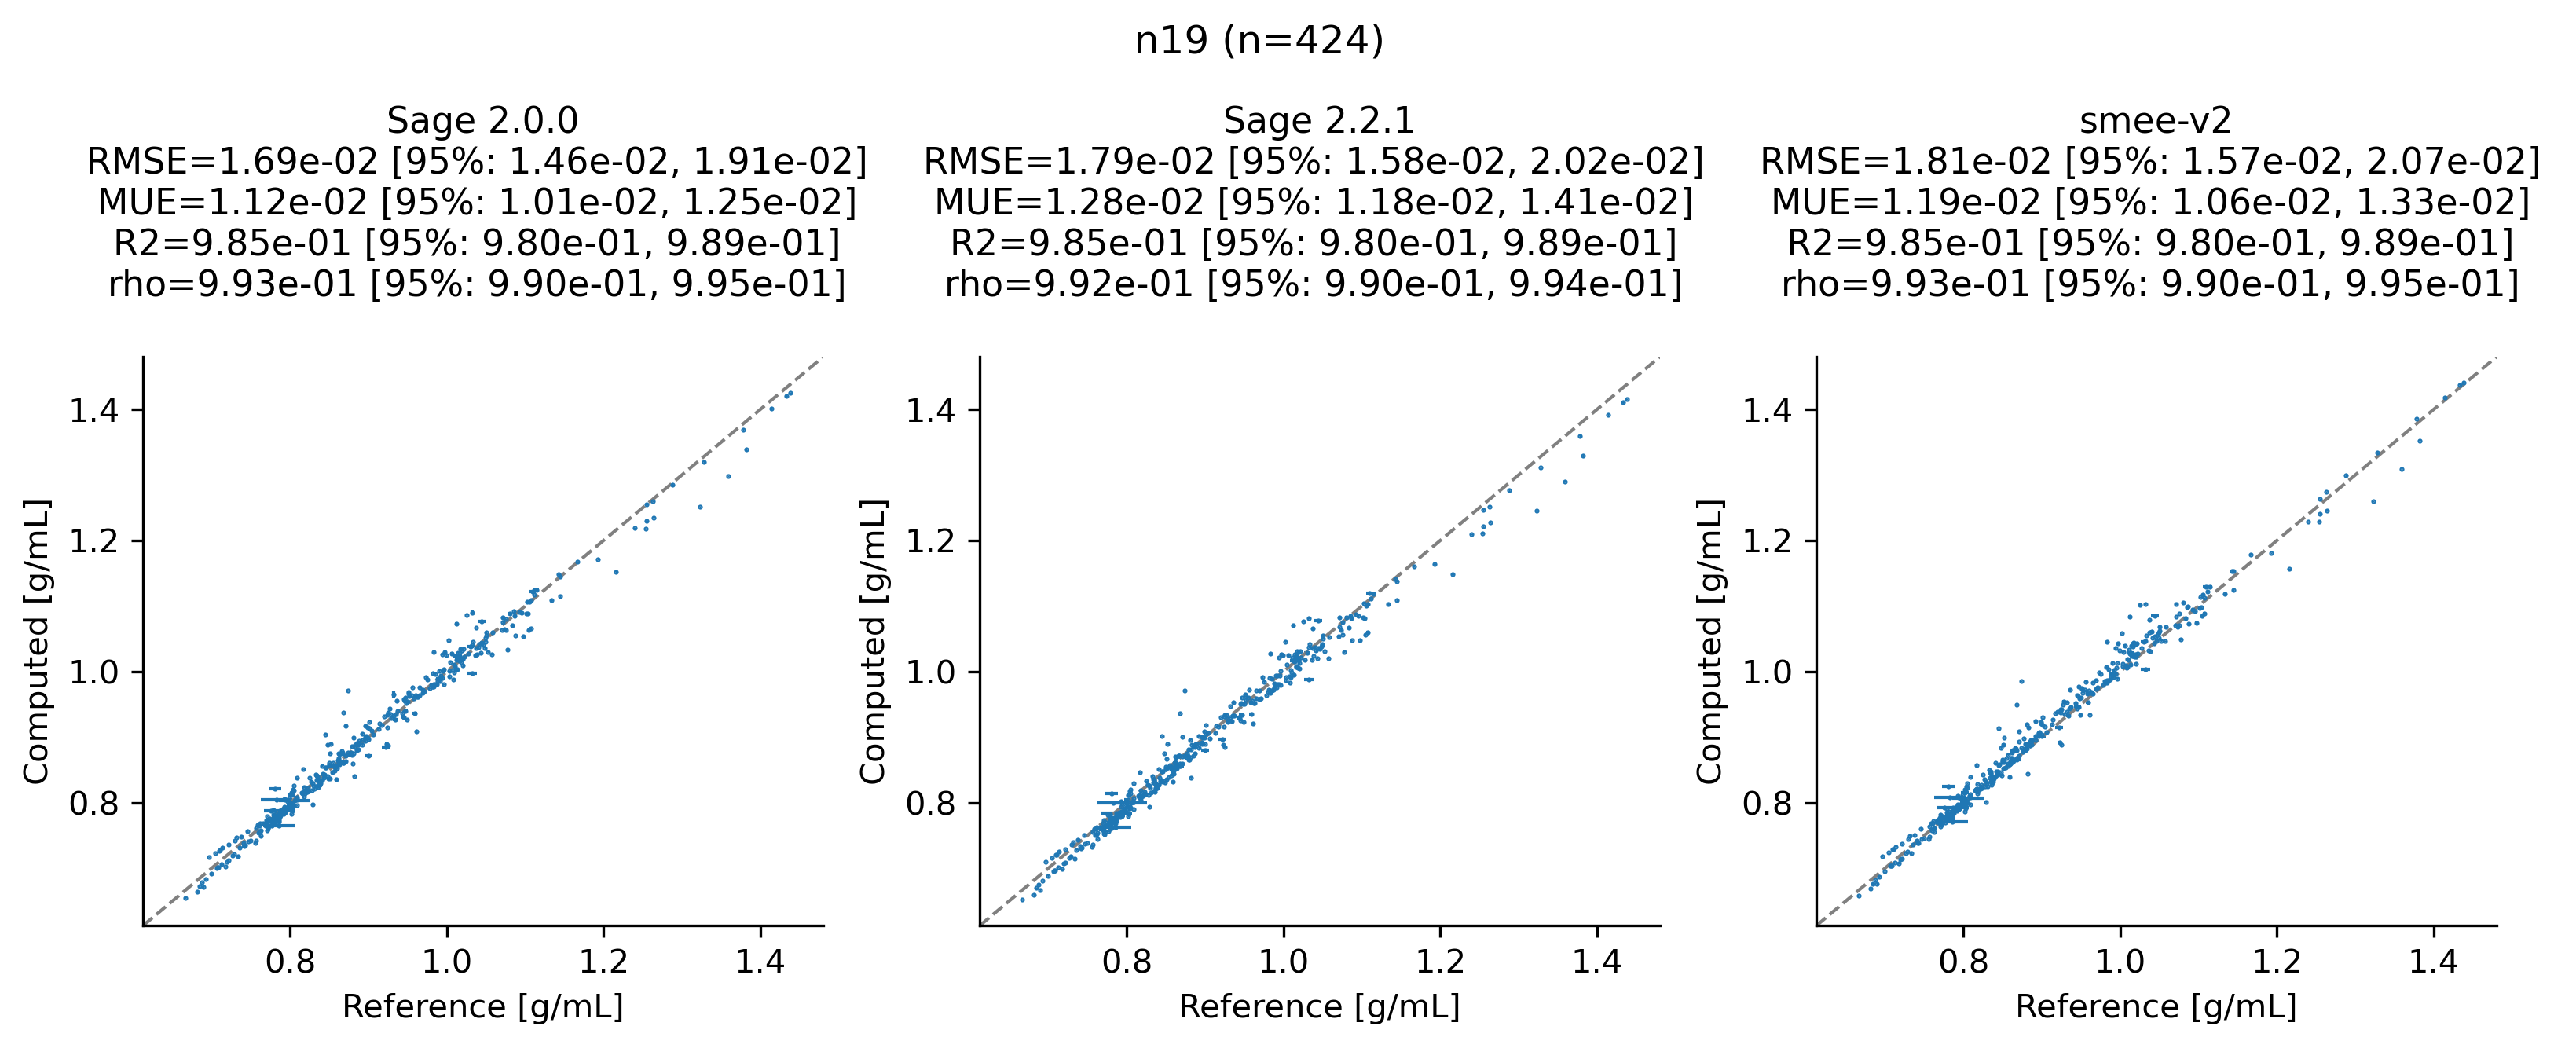 n19 (n=424)
Sage 2.0.0
RMSE=1.69e-02 [95%: 1.46e-02, 1.91e-02]
MUE=1.12e-02 [95%: 1.01e-02, 1.25e-02]
R2=9.85e-01 [95%: 9.80e-01, 9.89e-01]
rho=9.93e-01 [95%: 9.90e-01, 9.95e-01]
1.4
1.2
1.0
0.8
Computed [g/mL]
0.8 1.0 1.2 1.4
Reference [g/mL]
Sage 2.2.1
RMSE=1.79e-02 [95%: 1.58e-02, 2.02e-02]
MUE=1.28e-02 [95%: 1.18e-02, 1.41e-02]
R2=9.85e-01 [95%: 9.80e-01, 9.89e-01]
rho=9.92e-01 [95%: 9.90e-01, 9.94e-01]
1.4
1.2
1.0
0.8
Computed [g/mL]
0.8 1.0 1.2 1.4
Reference [g/mL]
smee-v2
RMSE=1.81e-02 [95%: 1.57e-02, 2.07e-02]
MUE=1.19e-02 [95%: 1.06e-02, 1.33e-02]
R2=9.85e-01 [95%: 9.80e-01, 9.89e-01]
rho=9.93e-01 [95%: 9.90e-01, 9.95e-01]
1.4
1.2
1.0
0.8
Computed [g/mL]
0.8 1.0 1.2 1.4
Reference [g/mL]